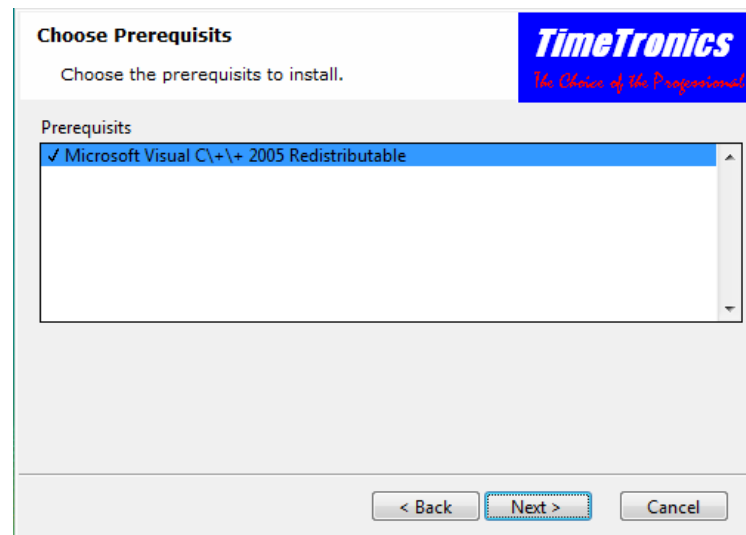 Choose Prerequisits
TimeTronics
Choose the prerequisits to install.
The Choice of the Progessional
Prerequisits
✓ Microsoft Visual C\+\+ 2005 Redistributable
< Back
Next >
Cancel